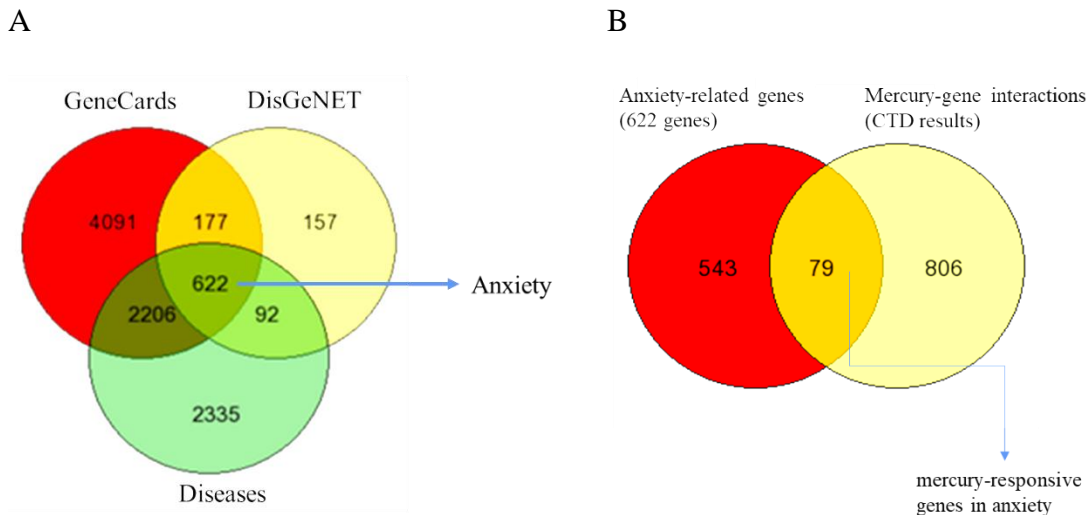 A
GeneCards
DisGeNET
4091
177
157
622
2206
92
2335
Diseases
Anxiety
B
Anxiety-related genes
(622 genes)
Mercury-gene interactions
(CTD results)
543
79
806
mercury-responsive
genes in anxiety